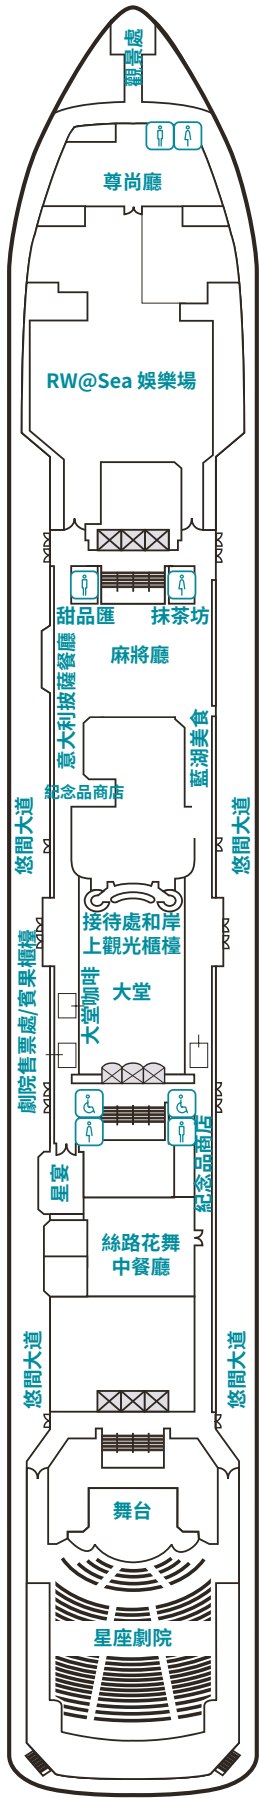 觀景處
尊尚廳
RW@Sea 娛樂場
甜品匯
抹茶坊
麻將廳
意大利披薩餐廳
藍湖美食
紀念品商店
悠閒大道
悠閒大道
接待處和岸
上觀光櫃檯
劇院售票處/賓果櫃檯
大堂咖啡
大堂
紀念品商店
星宴
絲路花舞
中餐廳
悠閒大道
悠閒大道
舞台
星座劇院